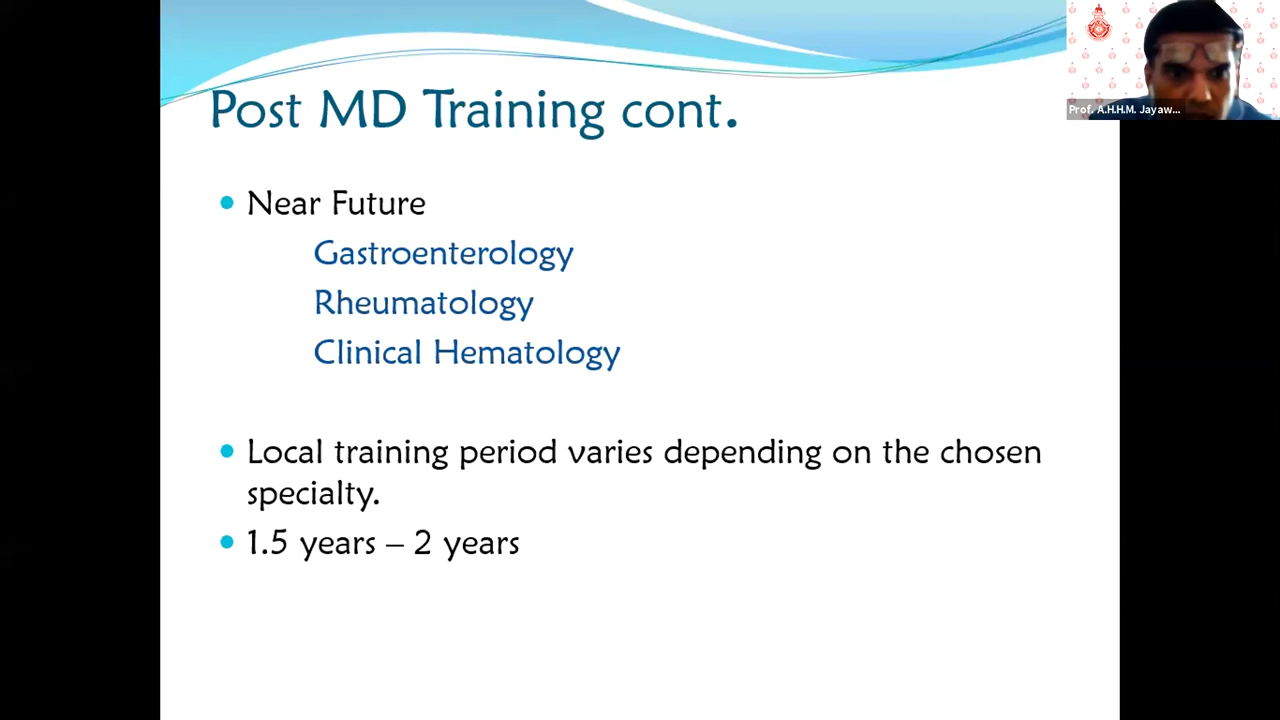 Post MD Training cont.
Prof. A.H.H.M. Jayaw...
Near Future
Gastroenterology
Rheumatology
Clinical Hematology
Local training period varies depending on the chosen
specialty.
1.5 years – 2 years